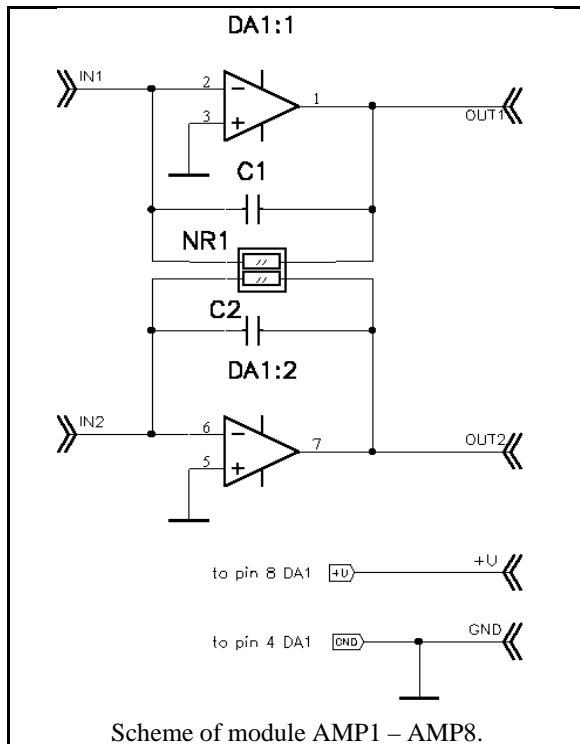 DA1:1
IN1
2
3
1
OUT1
C1
NR1
C2
DA1:2
IN2
6
5
7
OUT2
to pin 8 DA1 +U +U
to pin 4 DA1 GND GND
Scheme of module AMP1 – AMP8.